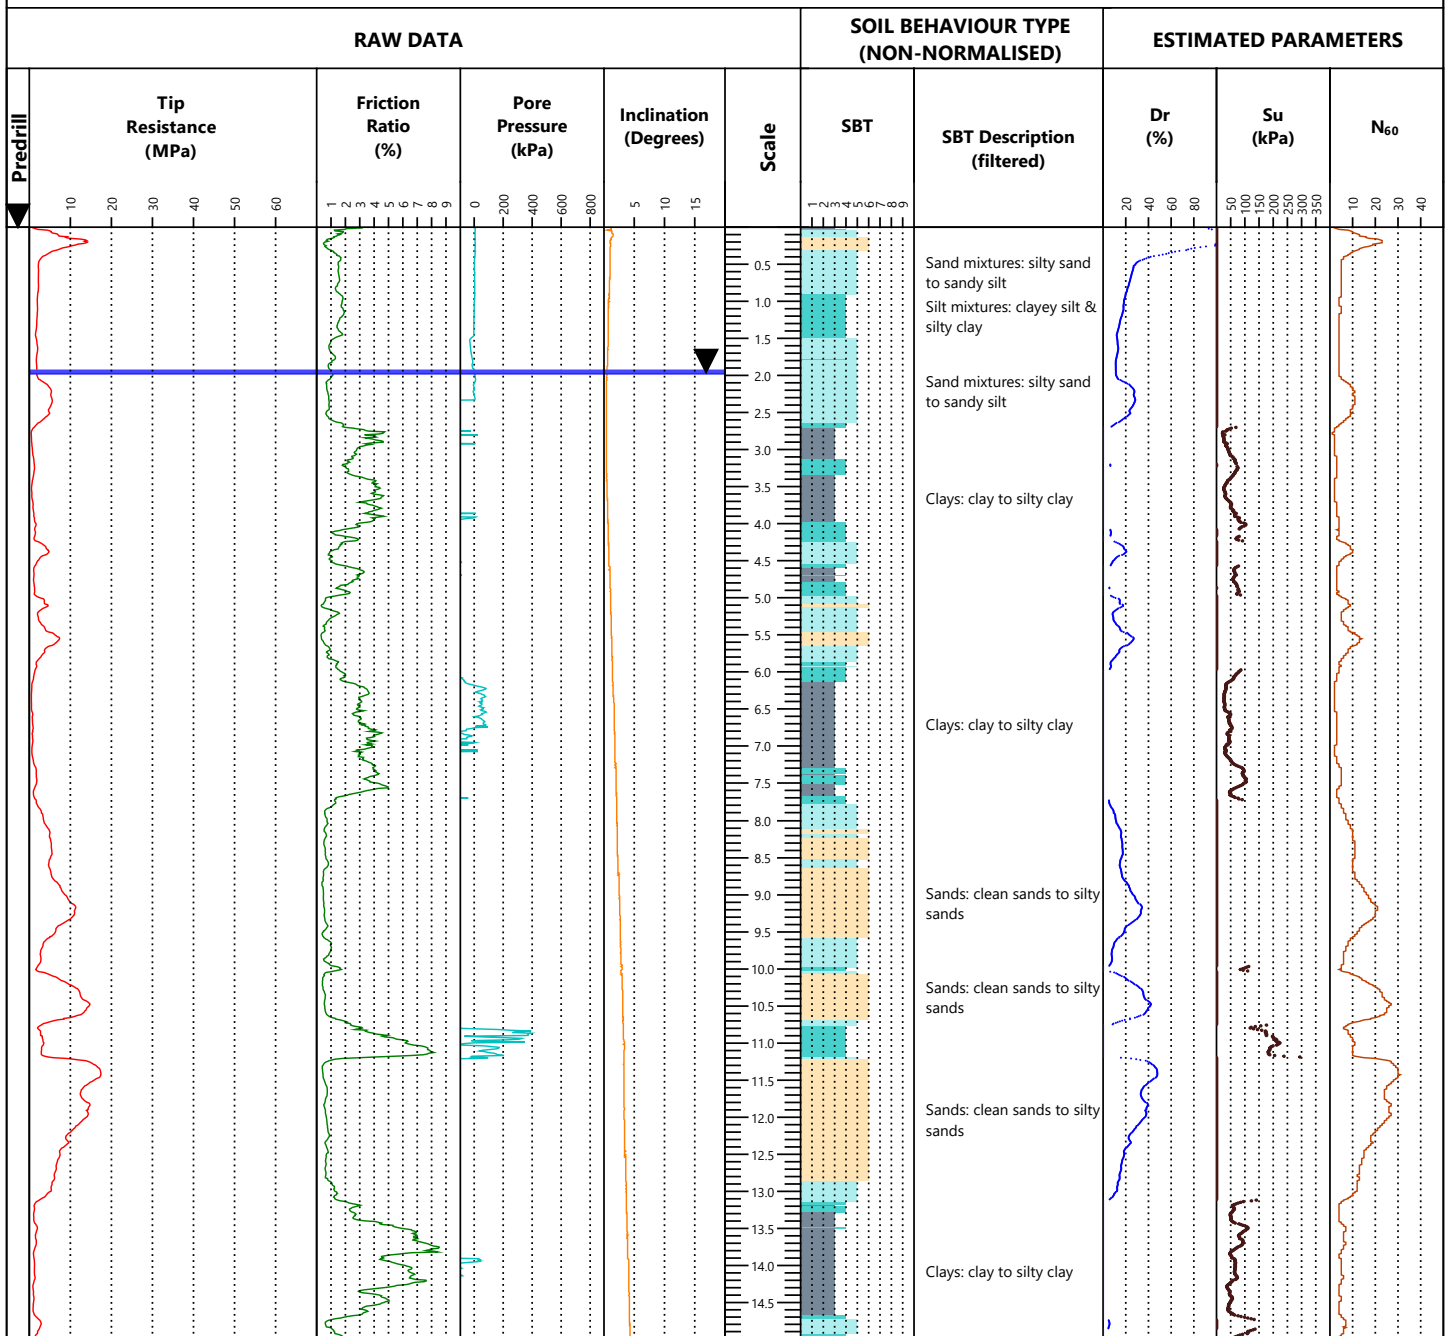 RAW DATA
SOIL BEHAVIOUR TYPE
(NON-NORMALISED)
ESTIMATED PARAMETERS
Predrill
Tip
Resistance
(MPa)
Friction
Ratio
(%)
Pore
Pressure
(kPa)
Inclination
(Degrees)
Scale
SBT
SBT Description
(filtered)
Dr
(%)
Su
(kPa)
N₆₀
10 20 30 40 50 60
1 2 3 4 5 6 7 8 9
0 200 400 600 800
5 10 15
1 2 3 4 5 6 7 8 9
20 40 60 80
50 100 150 200 250 300 350
10 20 30 40
0.5
1.0
1.5
2.0
2.5
3.0
3.5
4.0
4.5
5.0
5.5
6.0
6.5
7.0
7.5
8.0
8.5
9.0
9.5
10.0
10.5
11.0
11.5
12.0
12.5
13.0
13.5
14.0
14.5
Sand mixtures: silty sand
to sandy silt
Silt mixtures: clayey silt &
silty clay
Sand mixtures: silty sand
to sandy silt
Clays: clay to silty clay
Clays: clay to silty clay
Sands: clean sands to silty
sands
Sands: clean sands to silty
sands
Sands: clean sands to silty
sands
Clays: clay to silty clay